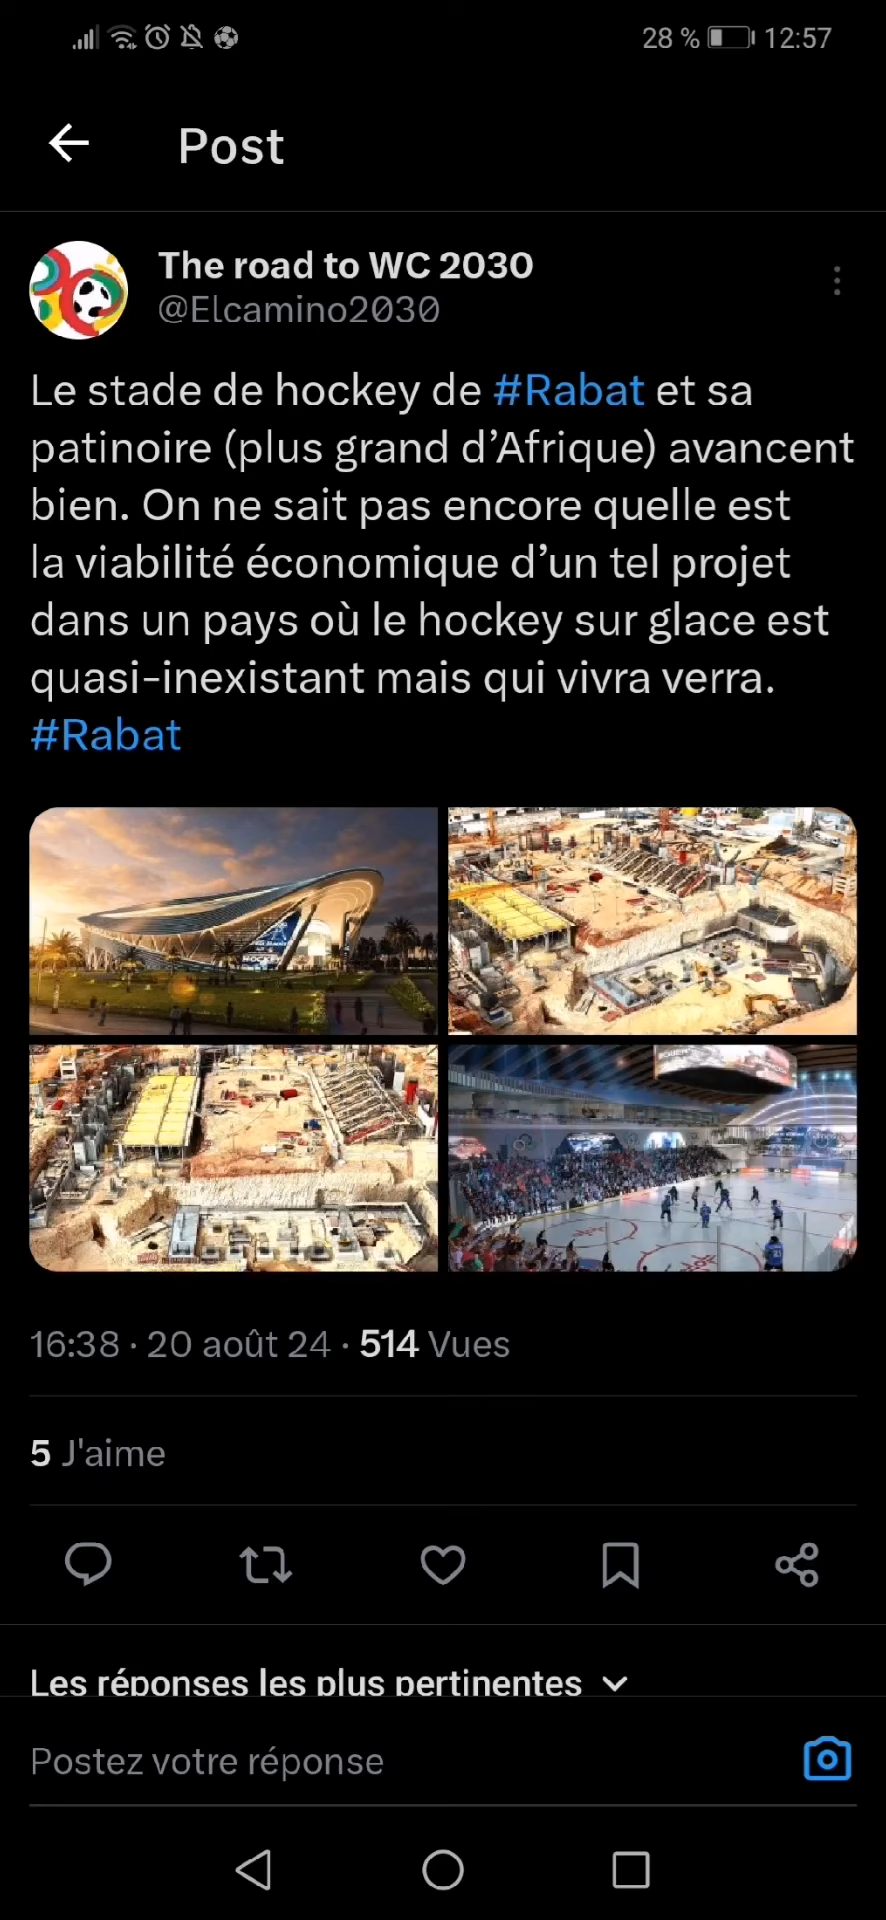 28 % 12:57
Post
The road to WC 2030
@Elcamino2030
Le stade de hockey de #Rabat et sa
patinoire (plus grand d’Afrique) avancent
bien. On ne sait pas encore quelle est
la viabilité économique d’un tel projet
dans un pays où le hockey sur glace est
quasi-inexistant mais qui vivra verra.
#Rabat
HOCKEY
16:38 · 20 août 24 · 514 Vues
5 J'aime
Les réponses les plus pertinentes
Postez votre réponse